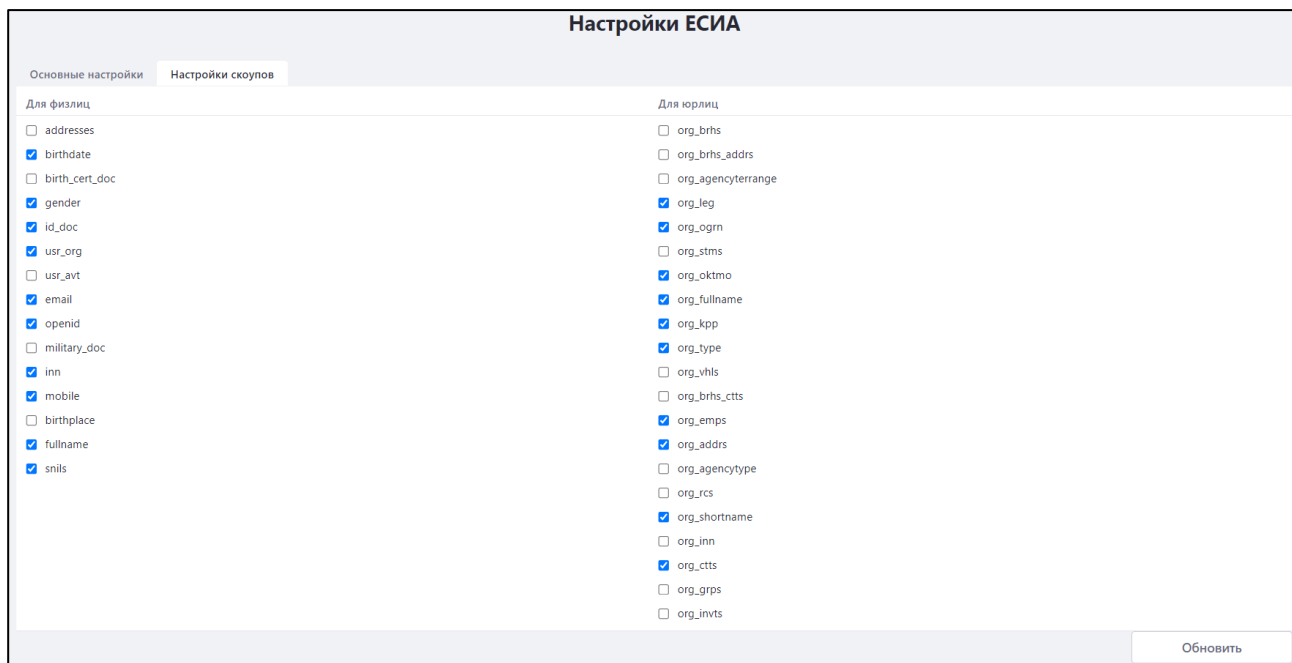 Настройки ЕСИА
Основные настройки Настройки скоупов
Для физлиц Для юрлиц
addresses org_brhs
birthdate org_brhs_addrs
birth_cert_doc org_agencyterrange
gender org_leg
id_doc org_ogrn
usr_org org_stms
usr_avt org_oktmo
email org_fullname
openid org_kpp
military_doc org_type
inn org_vhls
mobile org_brhs_ctts
birthplace org_emps
fullname org_addrs
snils org_agencytype
org_rcs
org_shortname
org_inn
org_ctts
org_grps
org_invts
Обновить